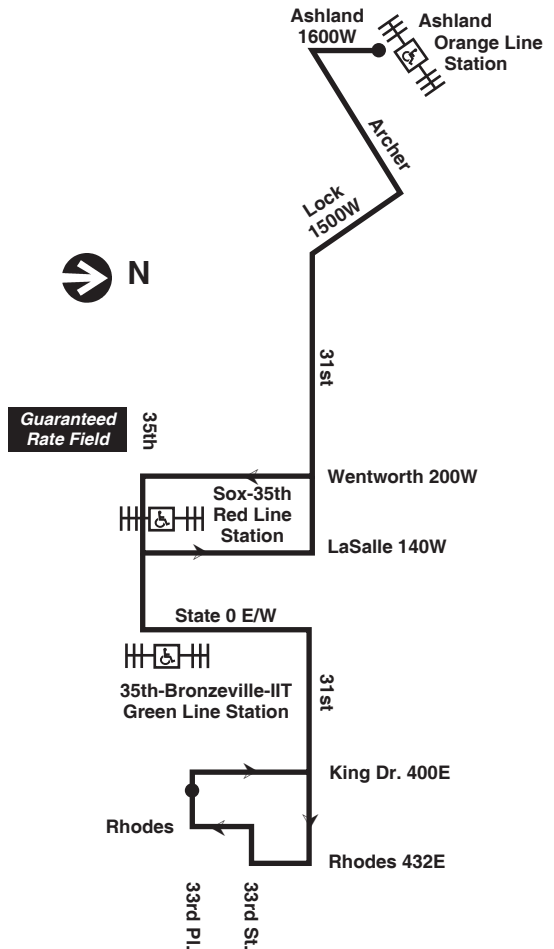 Ashland
1600W
Ashland
Orange Line
Station
Archer
Lock
1500W
N
31st
Guaranteed
Rate Field
35th
Wentworth 200W
Sox-35th
Red Line
Station
LaSalle 140W
State 0 E/W
35th-Bronzeville-IIT
Green Line Station
31st
King Dr. 400E
Rhodes
Rhodes 432E
33rd Pl.
33rd St.